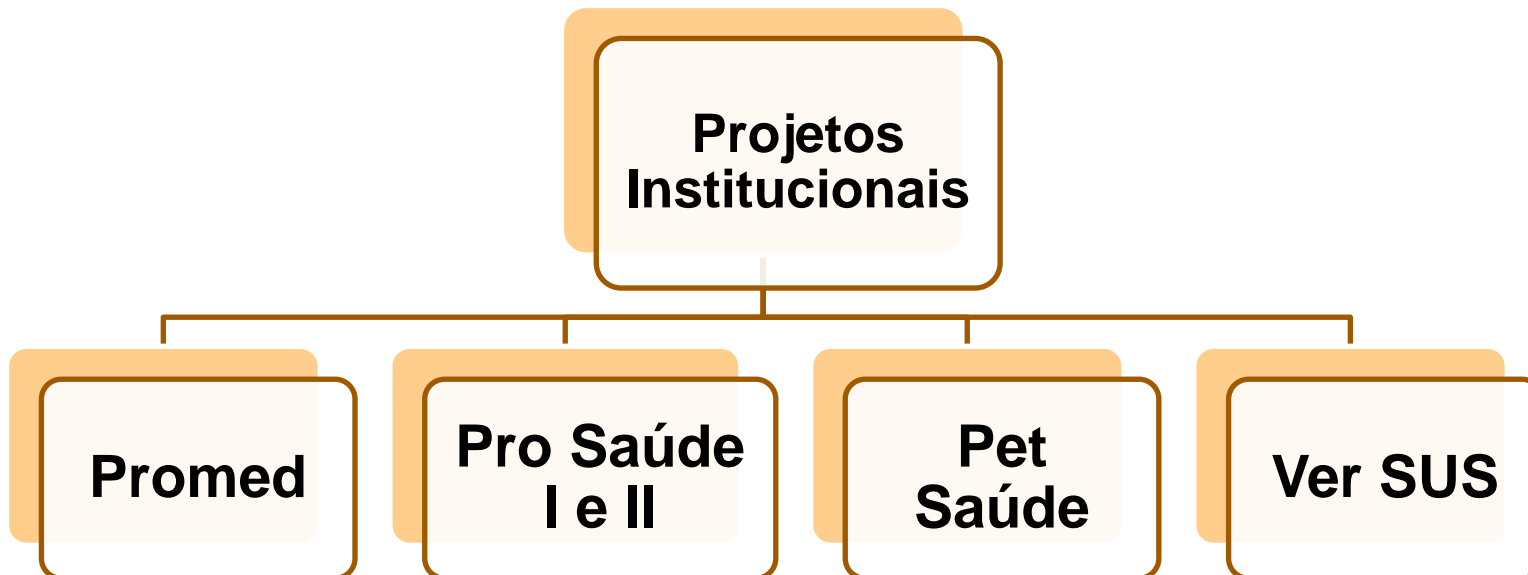 Projetos
Institucionais
Promed
Pro Saúde
I e II
Pet
Saúde
Ver SUS